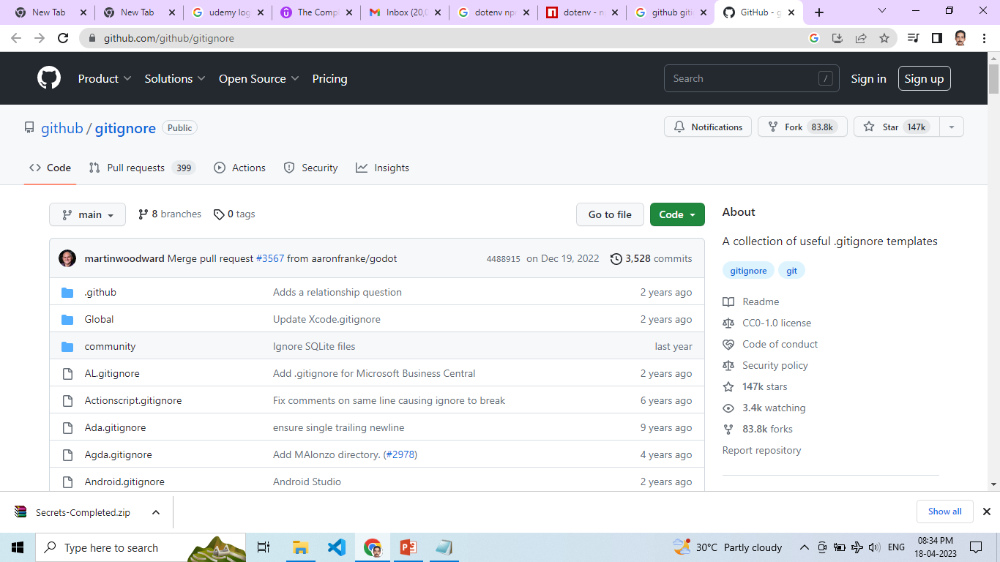 New Tab
New Tab
udemy log
The Compl
Inbox (20,0
dotenv npr
dotenv - n
github giti
GitHub - g
github.com/github/gitignore
Product
Solutions
Open Source
Pricing
Search /
Sign in
Sign up
github / gitignore Public
Notifications
Fork 83.8k
Star 147k
Code
Pull requests 399
Actions
Security
Insights
main
8 branches
0 tags
Go to file
Code
martinwoodward Merge pull request #3567 from aaronfranke/godot 4488915 on Dec 19, 2022 3,528 commits
.github Adds a relationship question 2 years ago
Global Update Xcode.gitignore 2 years ago
community Ignore SQLite files last year
AL.gitignore Add .gitignore for Microsoft Business Central 2 years ago
Actionscript.gitignore Fix comments on same line causing ignore to break 6 years ago
Ada.gitignore ensure single trailing newline 9 years ago
Agda.gitignore Add MAlonzo directory. (#2978) 4 years ago
Android.gitignore Android Studio 2 years ago
About
A collection of useful .gitignore templates
gitignore git
Readme
CC0-1.0 license
Code of conduct
Security policy
147k stars
3.4k watching
83.8k forks
Report repository
Secrets-Completed.zip
Show all
Type here to search
30°C Partly cloudy
ENG
08:34 PM
18-04-2023